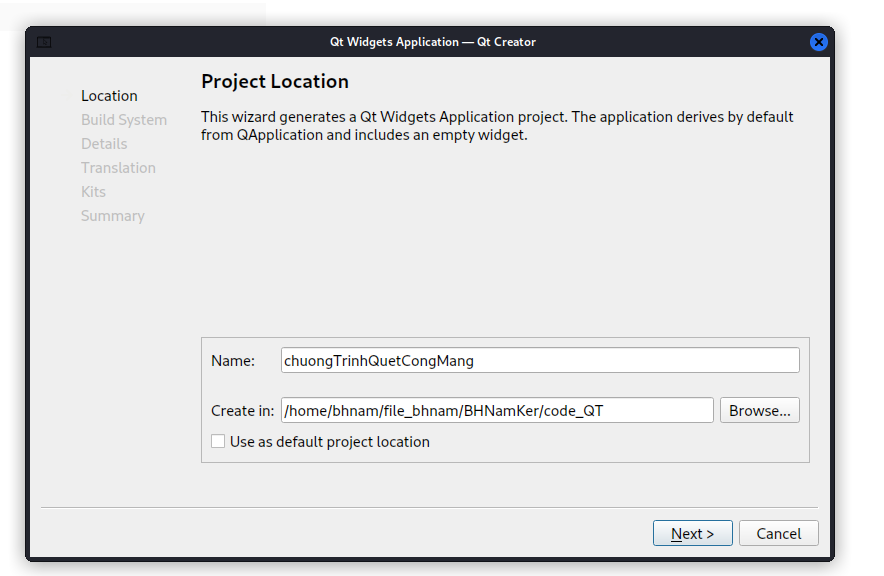 Qt Widgets Application — Qt Creator
Location
Build System
Details
Translation
Kits
Summary
Project Location
This wizard generates a Qt Widgets Application project. The application derives by default
from QApplication and includes an empty widget.
Name: chuongTrinhQuetCongMang
Create in: /home/bhnam/file_bhnam/BHNamKer/code_QT Browse...
Use as default project location
Next > Cancel